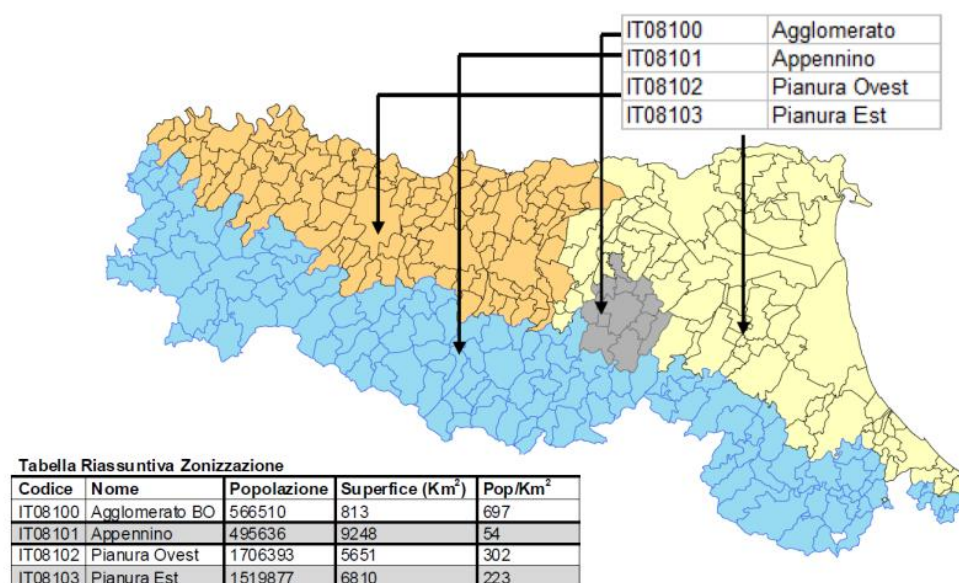 IT08100 Agglomerato
IT08101 Appennino
IT08102 Pianura Ovest
IT08103 Pianura Est
Tabella Riassuntiva Zonizzazione
Codice Nome Popolazione Superfice (Km²) Pop/Km²
IT08100 Agglomerato BO 566510 813 697
IT08101 Appennino 495636 9248 54
IT08102 Pianura Ovest 1706393 5651 302
IT08103 Pianura Est 1519877 6810 223